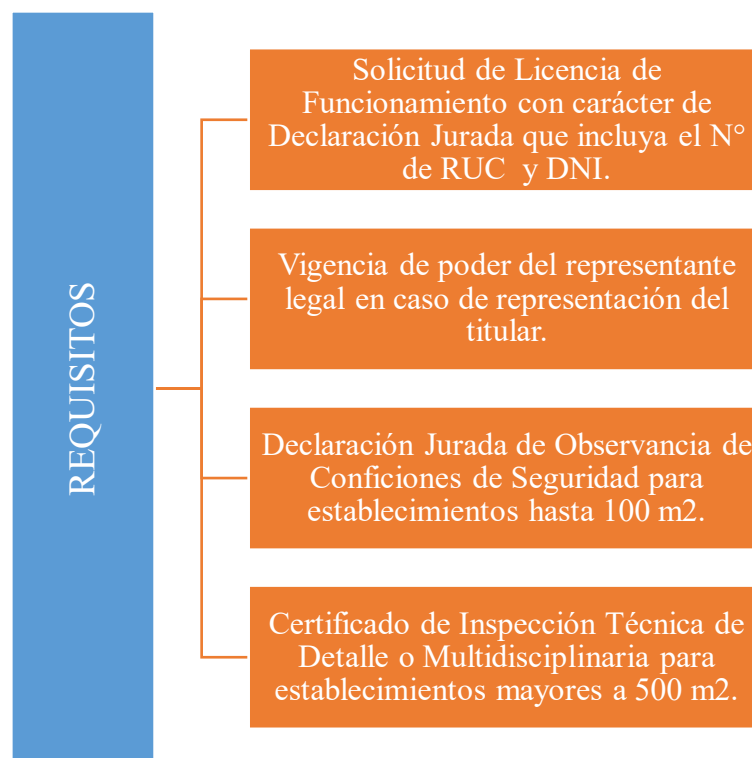 REQUISITOS
Solicitud de Licencia de
Funcionamiento con carácter de
Declaración Jurada que incluya el N°
de RUC y DNI.
Vigencia de poder del representante
legal en caso de representación del
titular.
Declaración Jurada de Observancia de
Conficiones de Seguridad para
establecimientos hasta 100 m2.
Certificado de Inspección Técnica de
Detalle o Multidisciplinaria para
establecimientos mayores a 500 m2.